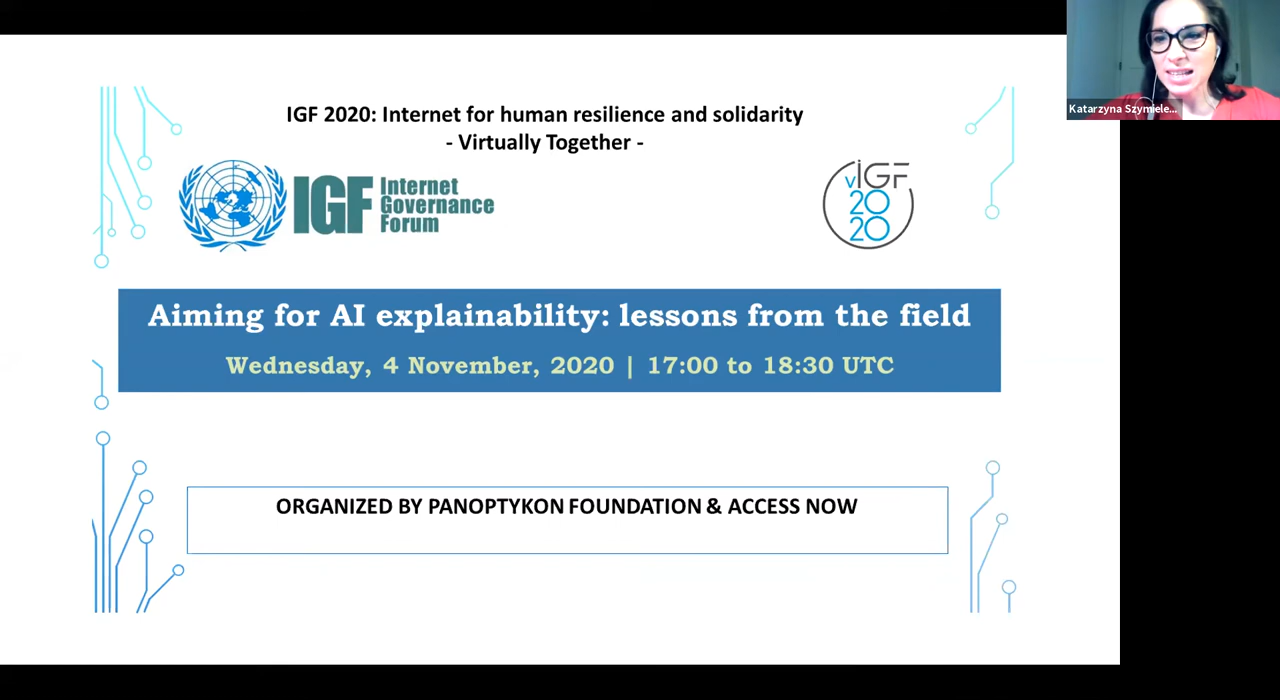 IGF 2020: Internet for human resilience and solidarity
- Virtually Together -
IGF Internet
Governance
Forum
vIGF
20
20
Katarzyna Szymiele...
Aiming for AI explainability: lessons from the field
Wednesday, 4 November, 2020 | 17:00 to 18:30 UTC
ORGANIZED BY PANOPTYKON FOUNDATION & ACCESS NOW